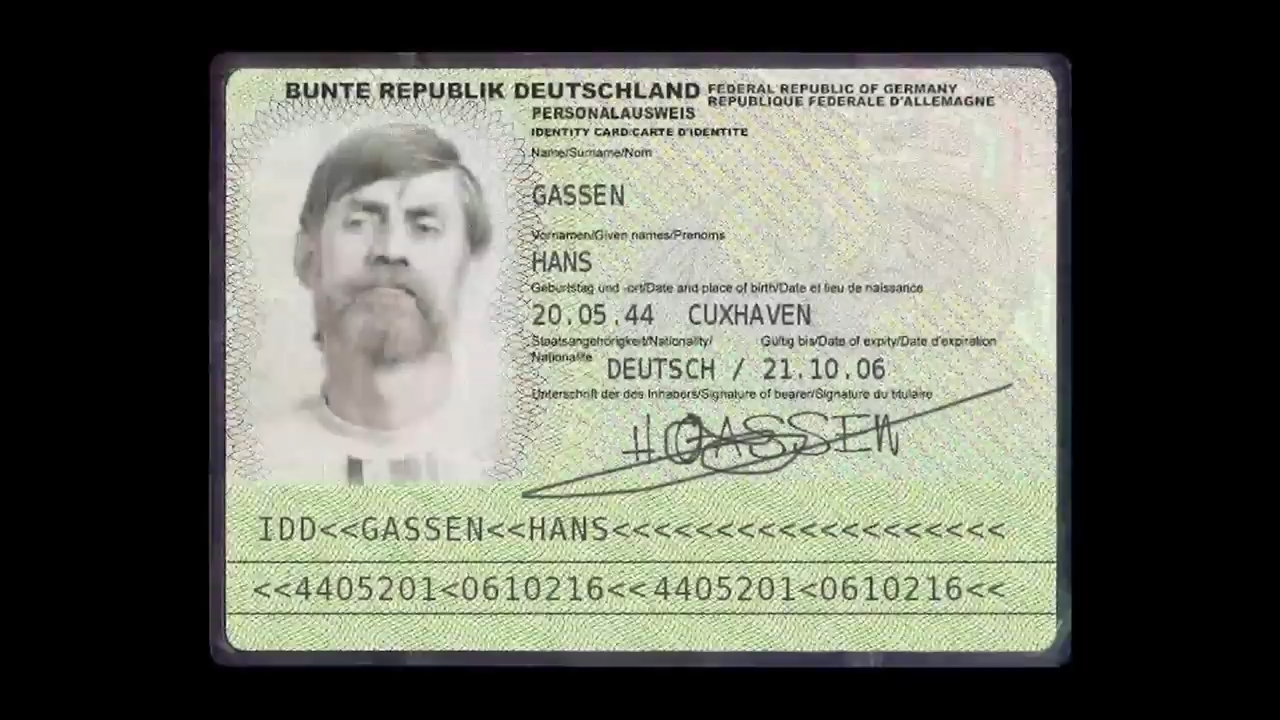 BUNTE REPUBLIK DEUTSCHLAND
FEDERAL REPUBLIC OF GERMANY
REPUBLIQUE FEDERALE D'ALLEMAGNE
PERSONALAUSWEIS
IDENTITY CARD/CARTE D'IDENTITE
Name/Surname/Nom
GASSEN
Vornamen/Given names/Prenoms
HANS
Geburtstag und -ort/Date and place of birth/Date et lieu de naissance
20.05.44 CUXHAVEN
Staatsangehörigkeit/Nationality/ Gültig bis/Date of expity/Date d'expiration
Nationalite
DEUTSCH / 21.10.06
Unterschrift der des Inhabers/Signature of bearer/Signature du titulaire
H GASSEN
IDD<<GASSEN<<HANS<<<<<<<<<<<<<<<<<<<
<<4405201<0610216<<4405201<0610216<<